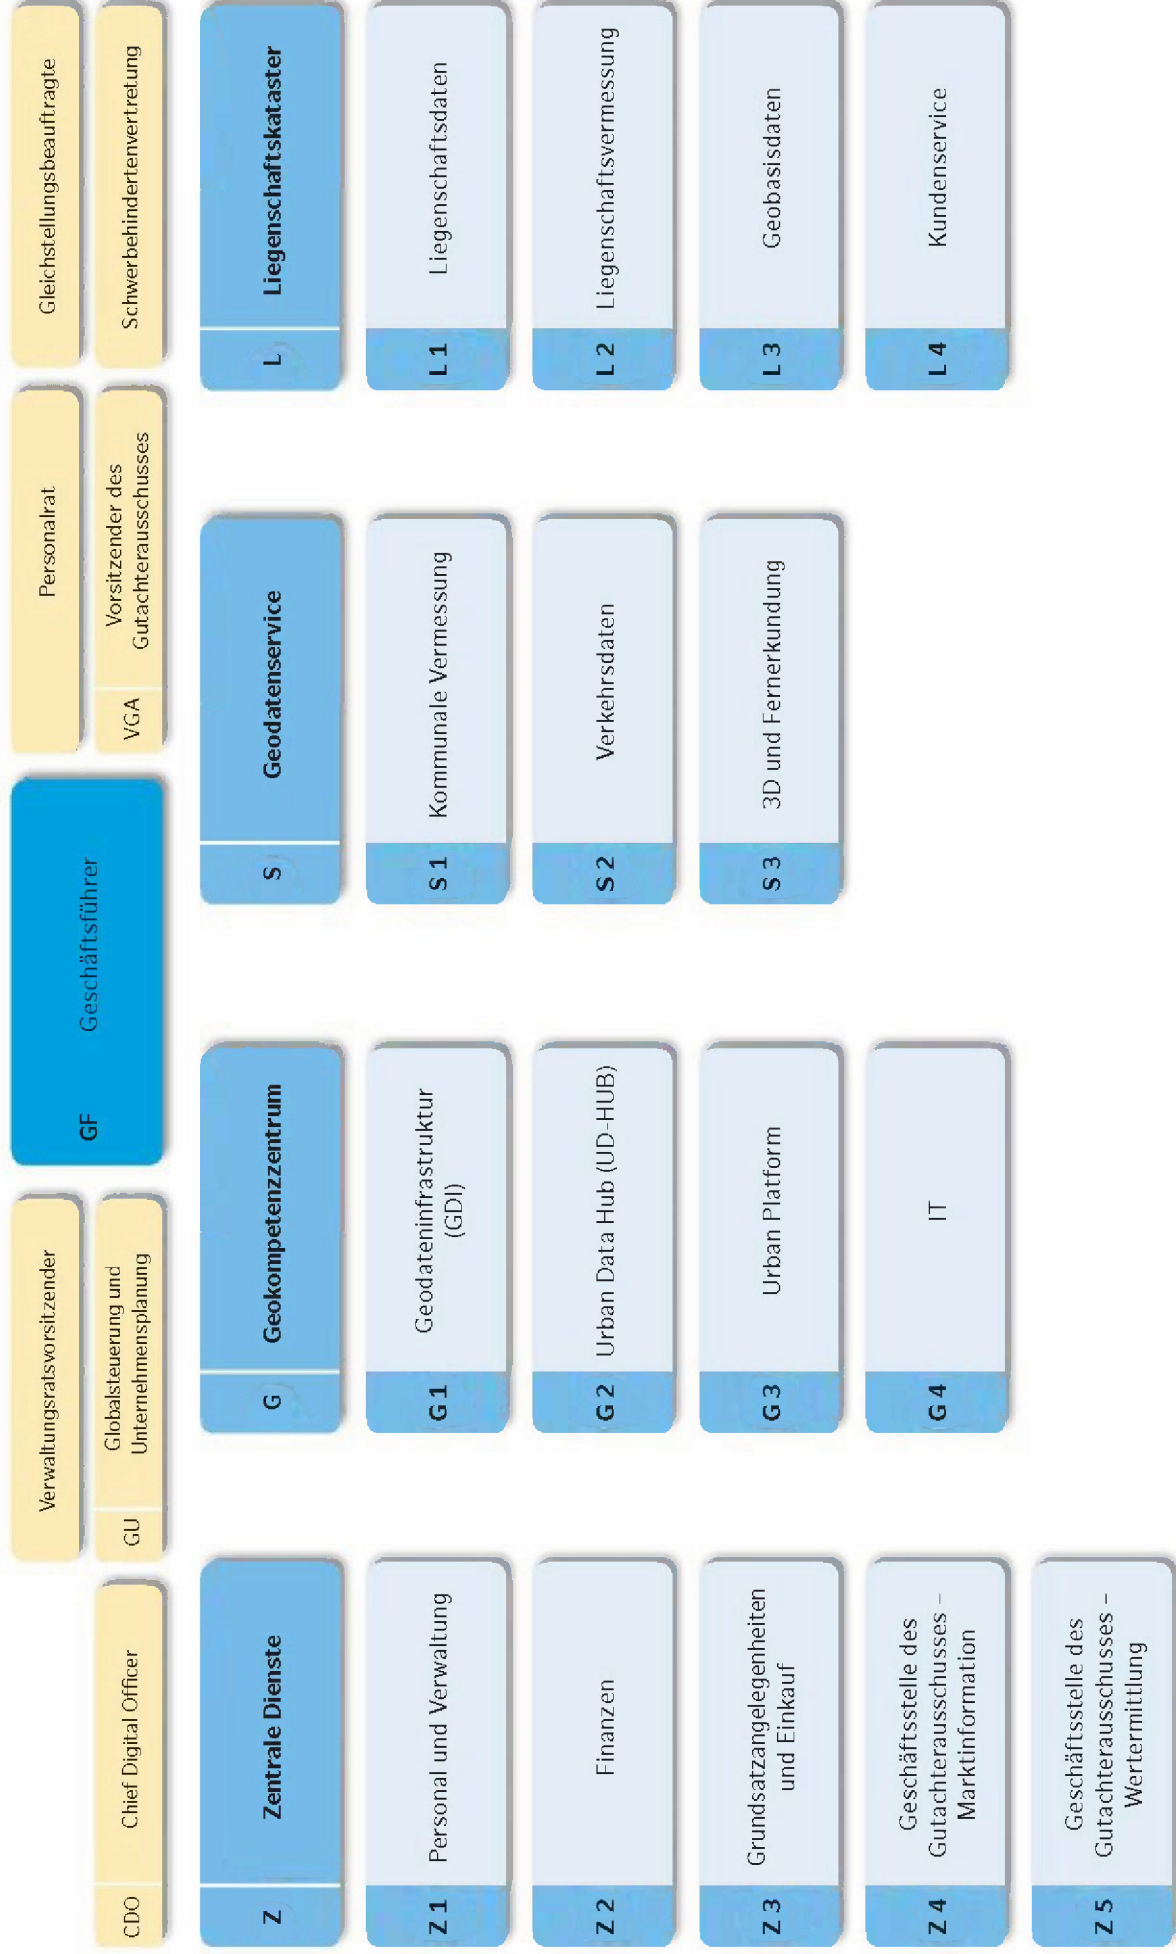 Verwaltungsratsvorsitzender
GF Geschäftsführer
Personalrat
Gleichstellungsbeauftragte
CDO Chief Digital Officer
GU Globalsteuerung und
Unternehmensplanung
VGA Vorsitzender des
Gutachterausschusses
Schwerbehindertenvertretung
Z Zentrale Dienste
Z 1 Personal und Verwaltung
Z 2 Finanzen
Z 3 Grundsatzangelegenheiten
und Einkauf
Z 4 Geschäftsstelle des
Gutachterausschusses –
Marktinformation
Z 5 Geschäftsstelle des
Gutachterausschusses –
Wertermittlung
G Geokompetenzzentrum
G 1 Geodateninfrastruktur
(GDI)
G 2 Urban Data Hub (UD-HUB)
G 3 Urban Platform
G 4 IT
S Geodatenservice
S 1 Kommunale Vermessung
S 2 Verkehrsdaten
S 3 3D und Fernerkundung
L Liegenschaftskataster
L 1 Liegenschaftsdaten
L 2 Liegenschaftsvermessung
L 3 Geobasisdaten
L 4 Kundenservice